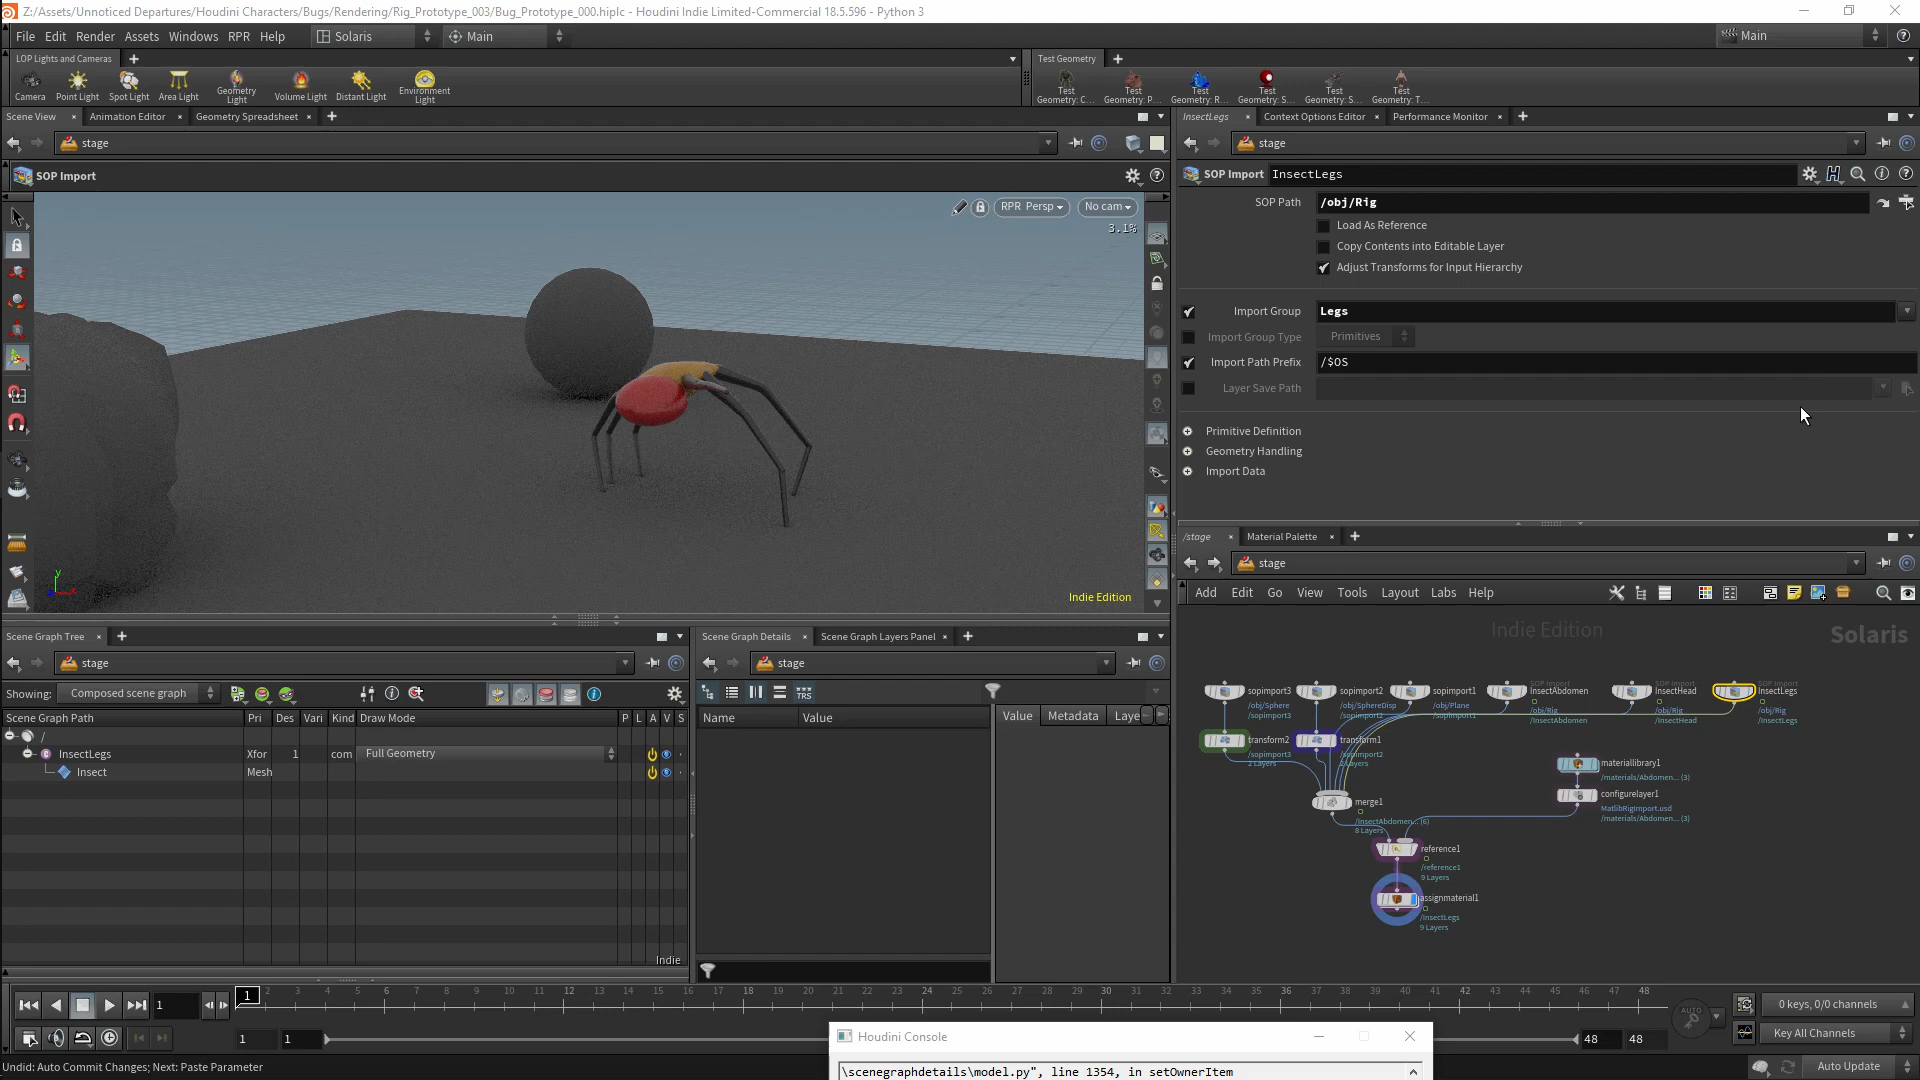 Z:/Assets/Unnoticed Departures/Houdini Characters/Bugs/Rendering/Rig_Prototype_003/Bug_Prototype_000.hiplc - Houdini Indie Limited-Commercial 18.5.596 - Python 3
File Edit Render Assets Windows RPR Help Solaris Main Main
LOP Lights and Cameras
Test Geometry
Camera Point Light Spot Light Area Light Geometry Light Volume Light Distant Light Environment Light
Test Geometry: C... Test Geometry: P... Test Geometry: R... Test Geometry: S... Test Geometry: S... Test Geometry: T...
Scene View Animation Editor Geometry Spreadsheet
InsectLegs Context Options Editor Performance Monitor
stage
stage
SOP Import
SOP Import InsectLegs
RPR Persp No cam
3.1%
SOP Path /obj/Rig
Load As Reference
Copy Contents into Editable Layer
Adjust Transforms for Input Hierarchy
Import Group Legs
Import Group Type Primitives
Import Path Prefix /$OS
Layer Save Path
Primitive Definition
Geometry Handling
Import Data
y
x
Indie Edition
/stage Material Palette
stage
Add Edit Go View Tools Layout Labs Help
Indie Edition
Solaris
sopimport3
/obj/Sphere
/sopimport3
sopimport2
/obj/SphereDisp
/sopimport2
sopimport1
/obj/Plane
/sopimport1
SOP Import
InsectAbdomen
/obj/Rig
/InsectAbdomen
SOP Import
InsectHead
/obj/Rig
/InsectHead
SOP Import
InsectLegs
/obj/Rig
/InsectLegs
transform2
/sopimport3
2 Layers
transform1
/sopimport2
2 Layers
materiallibrary1
/materials/Abdomen... (3)
configurelayer1
MatlibRigImport.usd
/materials/Abdomen... (3)
merge1
/InsectAbdomen... (6)
8 Layers
reference1
/reference1
9 Layers
assignmaterial1
/InsectLegs
9 Layers
Scene Graph Tree
stage
Showing: Composed scene graph
Scene Graph Path Pri Des Vari Kind Draw Mode P L A V S
/
InsectLegs Xfor 1 com Full Geometry
Insect Mesh
Indie
Scene Graph Details Scene Graph Layers Panel
stage
TRS
Name Value
Value Metadata Laye
1 1 2 3 4 5 6 7 8 9 10 11 12 13 14 15 16 17 18 19 20 21 22 23 24 25 26 27 28 29 30 31 32 33 34 35 36 37 38 39 40 41 42 43 44 45 46 47 48
AUTO
0 keys, 0/0 channels
1 1 48 48
Key All Channels
Houdini Console
\scenegraphdetails\model.py", line 1354, in setOwnerItem
Undid: Auto Commit Changes; Next: Paste Parameter
Auto Update